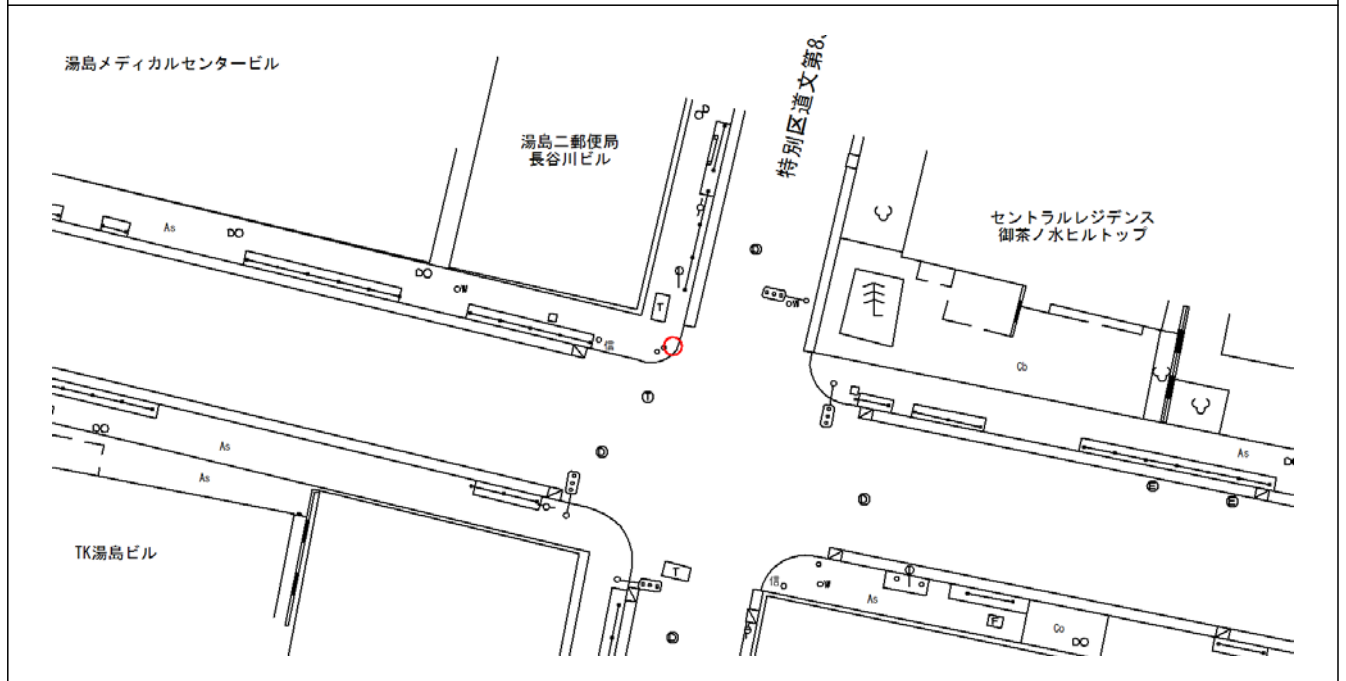 湯島メディカルセンタービル
特別区道文第8
湯島二郵便局
長谷川ビル
セントラルレジデンス
御茶ノ水ヒルトップ
As
W
T
信
W
Cb
T
As
As
As
E
E
TK湯島ビル
T
信
W
As
Co